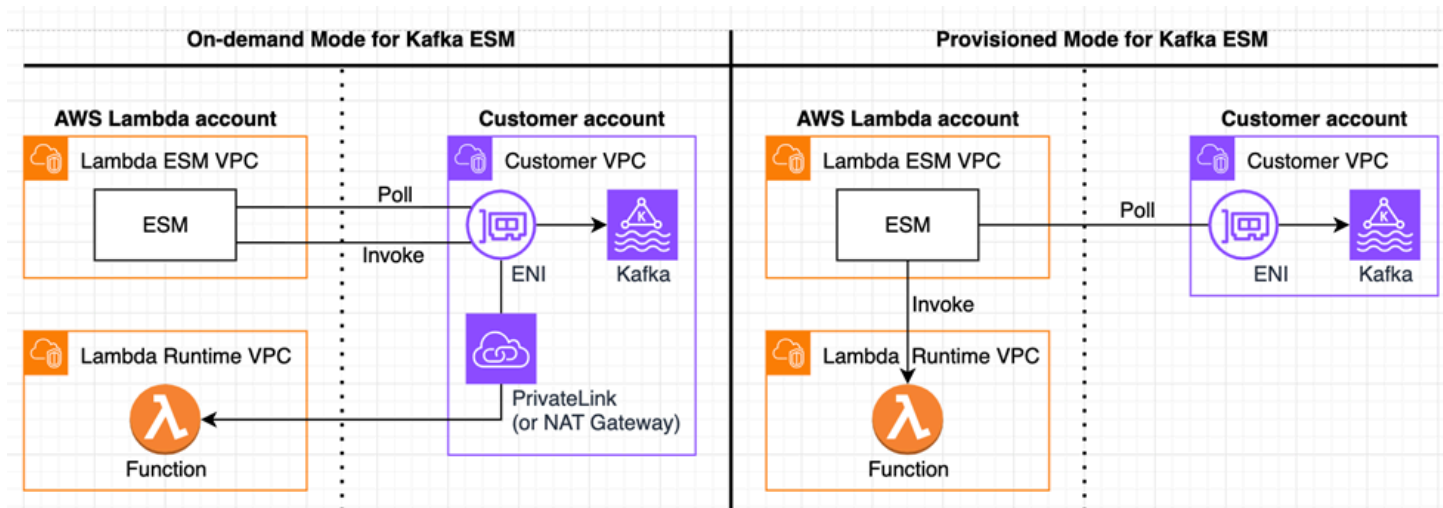 On-demand Mode for Kafka ESM
AWS Lambda account
Customer account
Lambda ESM VPC
Customer VPC
ESM
Poll
Invoke
ENI
Kafka
K
Lambda Runtime VPC
Function
PrivateLink
(or NAT Gateway)
Provisioned Mode for Kafka ESM
AWS Lambda account
Customer account
Lambda ESM VPC
Customer VPC
ESM
Poll
ENI
Kafka
K
Invoke
Lambda Runtime VPC
Function